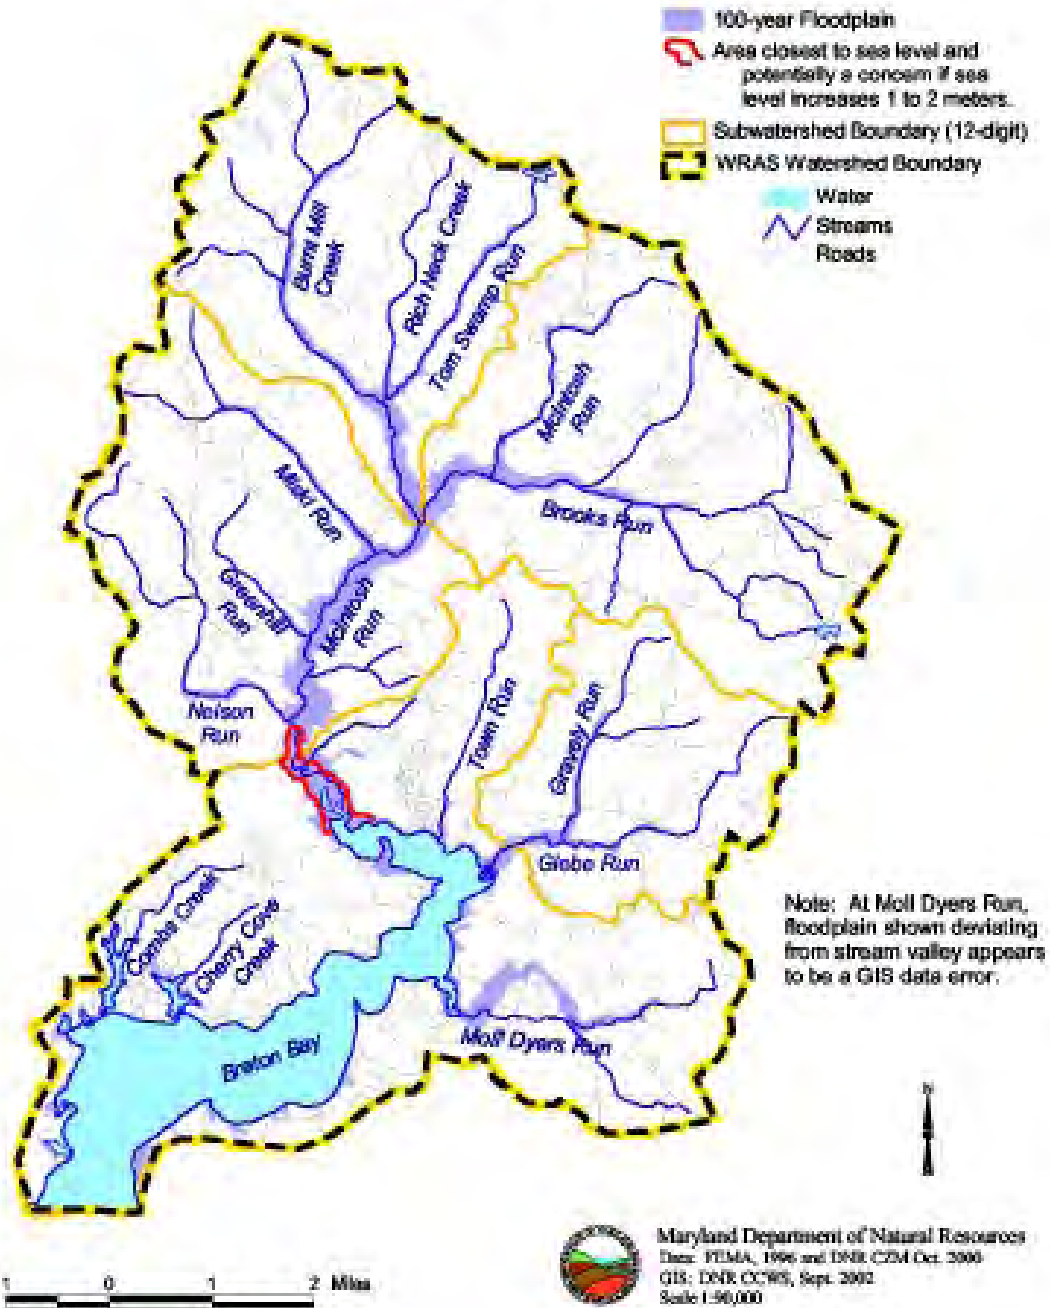 100-year Floodplain
Area closest to sea level and
potentially a concern if sea
level increases 1 to 2 meters.
Subwatershed Boundary (12-digit)
WRAS Watershed Boundary
Water
Streams
Roads
Burnt Mill
Creek
Rich Neck Creek
Tom Swamp Run
McIntosh
Run
Miski Run
Brooks Run
Greenhill
Run
McIntosh
Run
Nelson
Run
Town Run
Gravely Run
Glebe Run
Combs Creek
Cherry Cove
Creek
Breton Bay
Moll Dyers Run
Note: At Moll Dyers Run,
floodplain shown deviating
from stream valley appears
to be a GIS data error.
N
Maryland Department of Natural Resources
Data: FEMA, 1996 and DNR CZM Oct. 2000
GIS: DNR CCWS, Sept. 2002
Scale 1:90,000
1 0 1 2 Miles